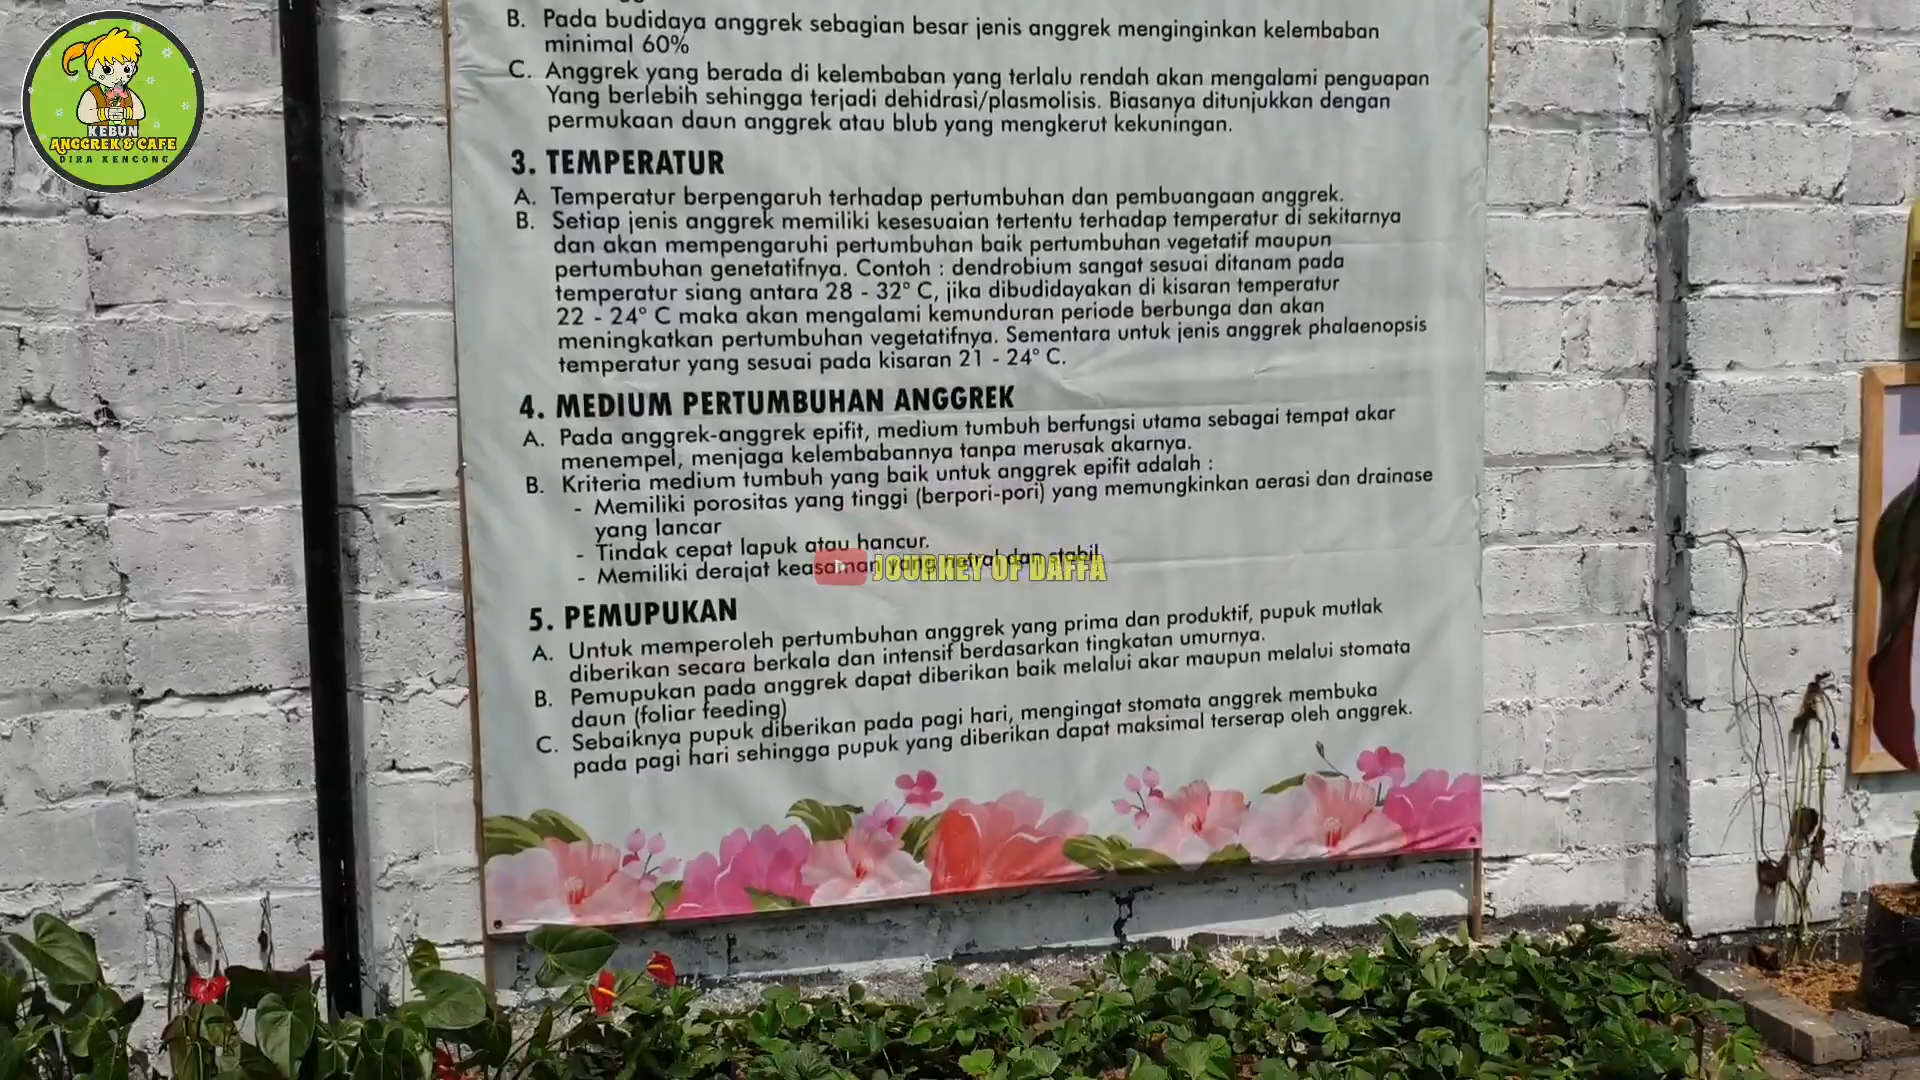 KEBUN
ANGGREK & CAFE
DIRA KENCONG
B. Pada budidaya anggrek sebagian besar jenis anggrek menginginkan kelembaban
minimal 60%
C. Anggrek yang berada di kelembaban yang terlalu rendah akan mengalami penguapan
Yang berlebih sehingga terjadi dehidrasi/plasmolisis. Biasanya ditunjukkan dengan
permukaan daun anggrek atau blub yang mengkerut kekuningan.
3. TEMPERATUR
A. Temperatur berpengaruh terhadap pertumbuhan dan pembuangaan anggrek.
B. Setiap jenis anggrek memiliki kesesuaian tertentu terhadap temperatur di sekitarnya
dan akan mempengaruhi pertumbuhan baik pertumbuhan vegetatif maupun
pertumbuhan genetatifnya. Contoh : dendrobium sangat sesuai ditanam pada
temperatur siang antara 28 - 32° C, jika dibudidayakan di kisaran temperatur
22 - 24° C maka akan mengalami kemunduran periode berbunga dan akan
meningkatkan pertumbuhan vegetatifnya. Sementara untuk jenis anggrek phalaenopsis
temperatur yang sesuai pada kisaran 21 - 24° C.
4. MEDIUM PERTUMBUHAN ANGGREK
A. Pada anggrek-anggrek epifit, medium tumbuh berfungsi utama sebagai tempat akar
menempel, menjaga kelembabannya tanpa merusak akarnya.
B. Kriteria medium tumbuh yang baik untuk anggrek epifit adalah :
- Memiliki porositas yang tinggi (berpori-pori) yang memungkinkan aerasi dan drainase
yang lancar
- Tindak cepat lapuk atau hancur.
- Memiliki derajat keasaman yang netral dan stabil
JOURNEY OF DAFFA
5. PEMUPUKAN
A. Untuk memperoleh pertumbuhan anggrek yang prima dan produktif, pupuk mutlak
diberikan secara berkala dan intensif berdasarkan tingkatan umurnya.
B. Pemupukan pada anggrek dapat diberikan baik melalui akar maupun melalui stomata
daun (foliar feeding)
C. Sebaiknya pupuk diberikan pada pagi hari, mengingat stomata anggrek membuka
pada pagi hari sehingga pupuk yang diberikan dapat maksimal terserap oleh anggrek.